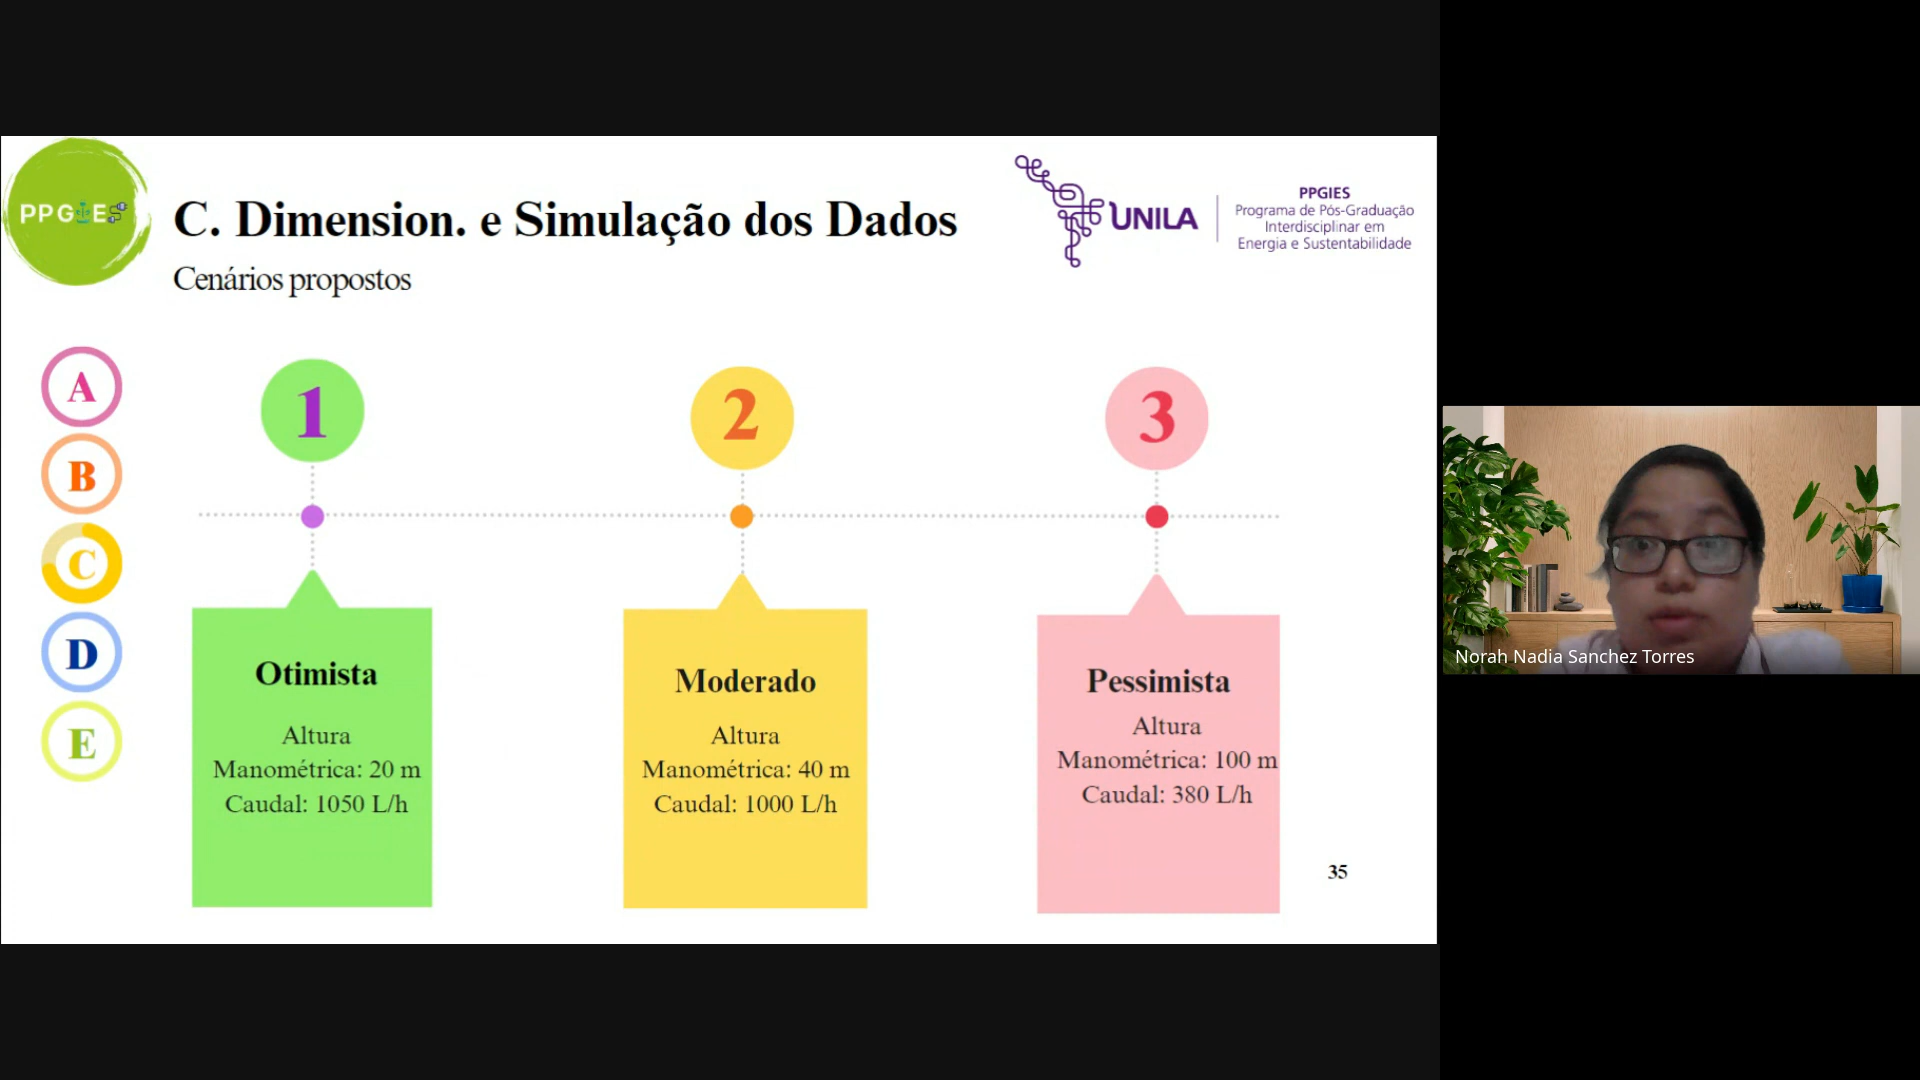 PPGIES
C. Dimension. e Simulação dos Dados
Cenários propostos
UNILA
PPGIES
Programa de Pós-Graduação
Interdisciplinar em
Energia e Sustentabilidade
A
B
C
D
E
1
2
3
Otimista
Altura
Manométrica: 20 m
Caudal: 1050 L/h
Moderado
Altura
Manométrica: 40 m
Caudal: 1000 L/h
Pessimista
Altura
Manométrica: 100 m
Caudal: 380 L/h
35
Norah Nadia Sanchez Torres